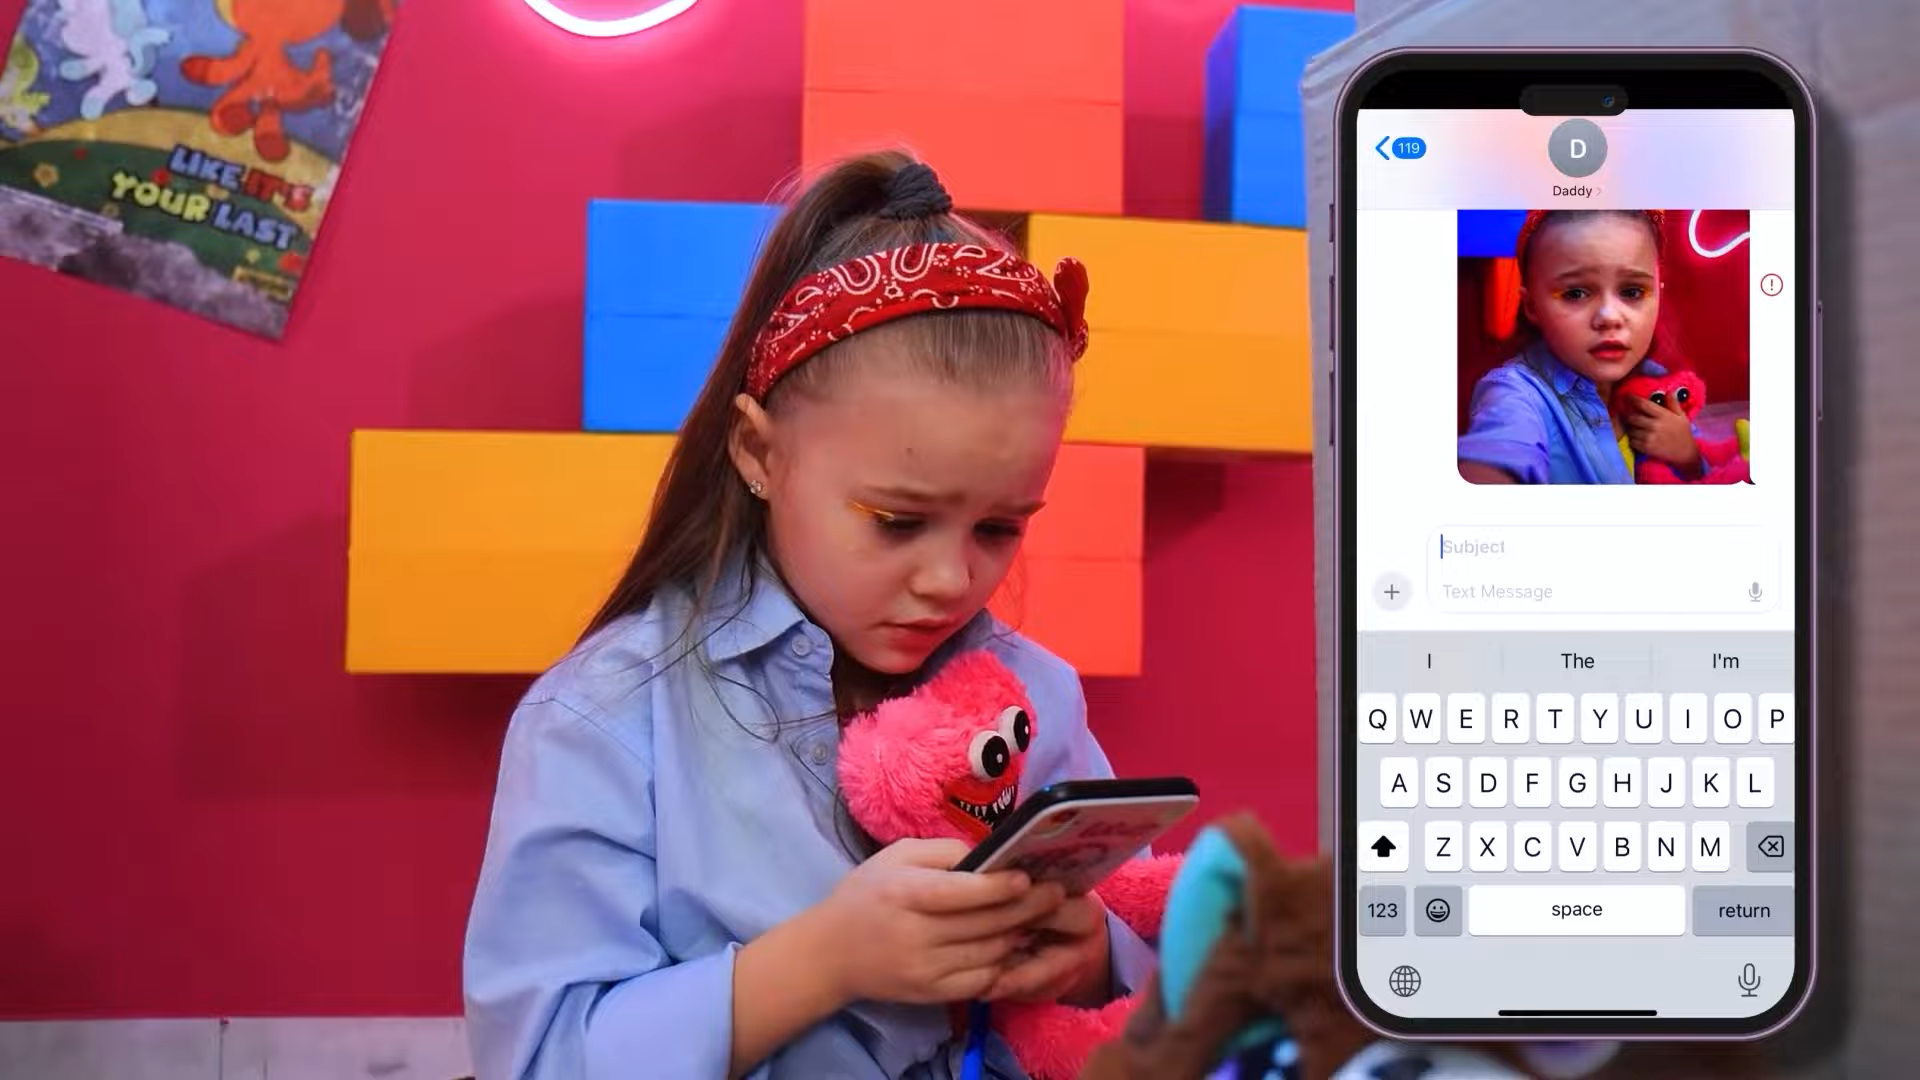 LIKE IT'S
YOUR LAST
119
D
Daddy
Subject
Text Message
I
The
I'm
Q W E R T Y U I O P
A S D F G H J K L
Z X C V B N M
123
space
return